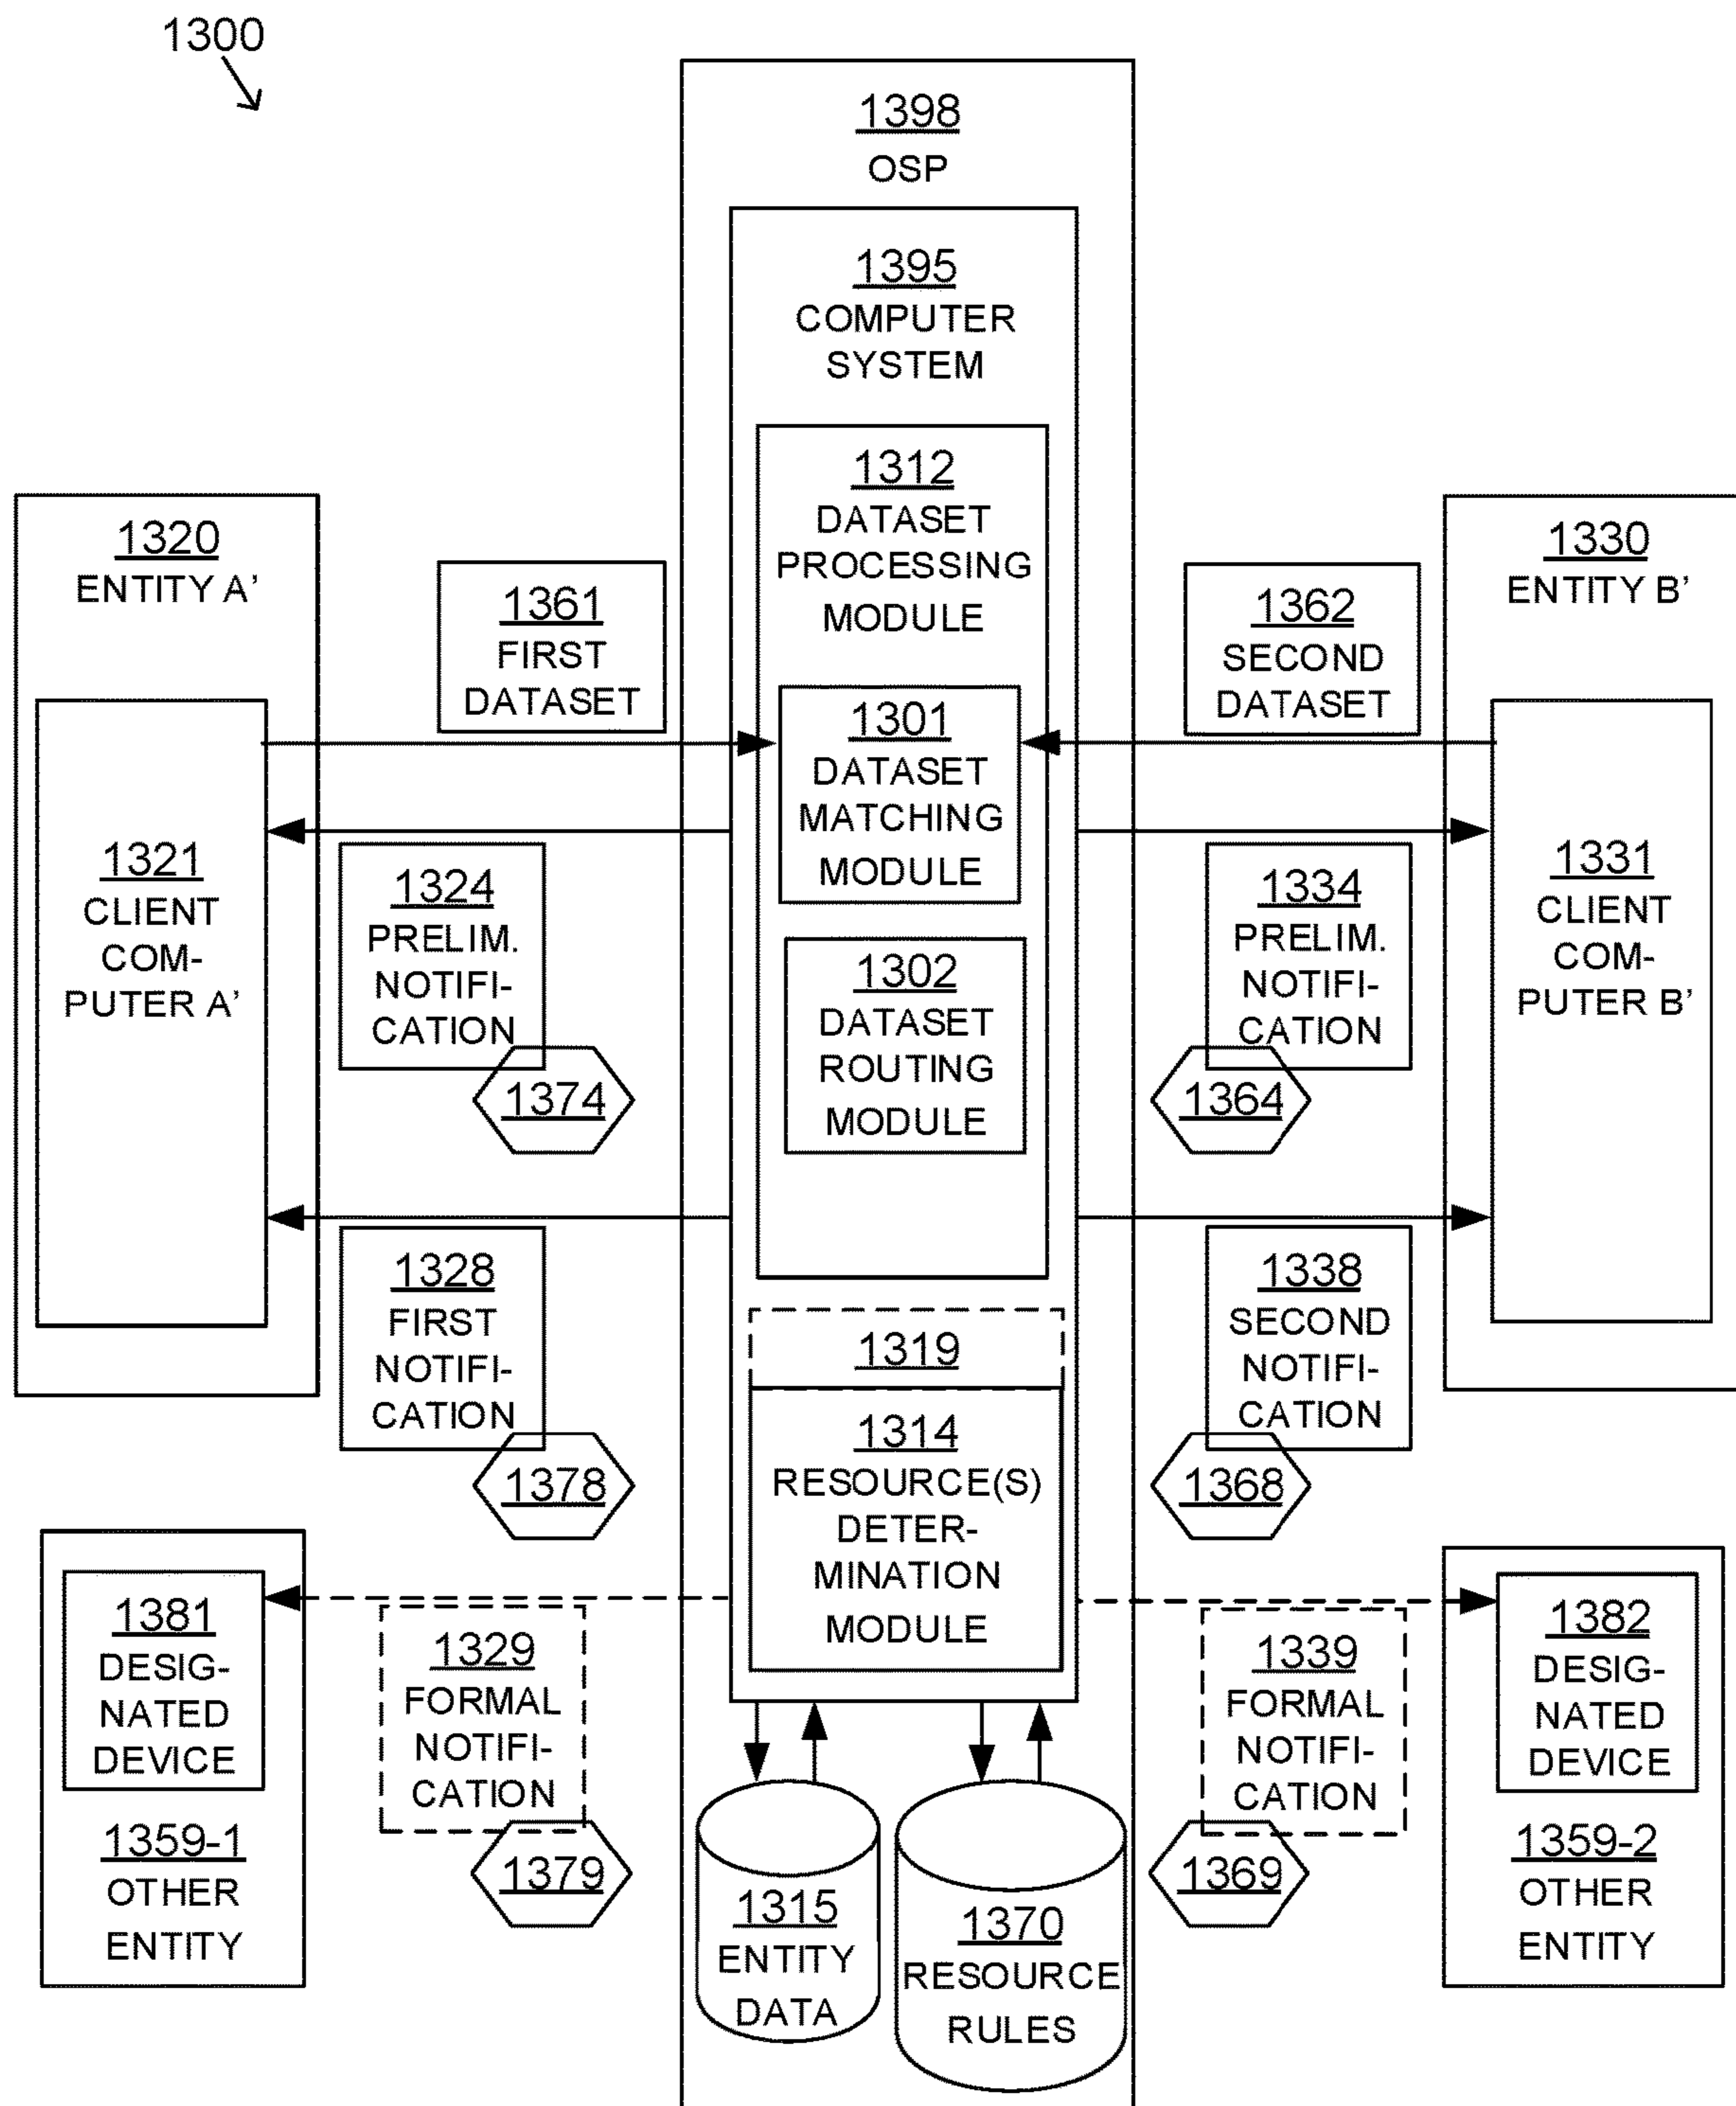 1300
1398
OSP
1395
COMPUTER
SYSTEM
1312
DATASET
PROCESSING
MODULE
1301
DATASET
MATCHING
MODULE
1302
DATASET
ROUTING
MODULE
1319
1314
RESOURCE(S)
DETER-
MINATION
MODULE
1315
ENTITY
DATA
1370
RESOURCE
RULES
1320
ENTITY A’
1321
CLIENT
COM-
PUTER A’
1361
FIRST
DATASET
1324
PRELIM.
NOTIFI-
CATION
1374
1328
FIRST
NOTIFI-
CATION
1378
1381
DESIG-
NATED
DEVICE
1359-1
OTHER
ENTITY
1329
FORMAL
NOTIFI-
CATION
1379
1362
SECOND
DATASET
1330
ENTITY B’
1331
CLIENT
COM-
PUTER B’
1334
PRELIM.
NOTIFI-
CATION
1364
1338
SECOND
NOTIFI-
CATION
1368
1339
FORMAL
NOTIFI-
CATION
1369
1382
DESIG-
NATED
DEVICE
1359-2
OTHER
ENTITY